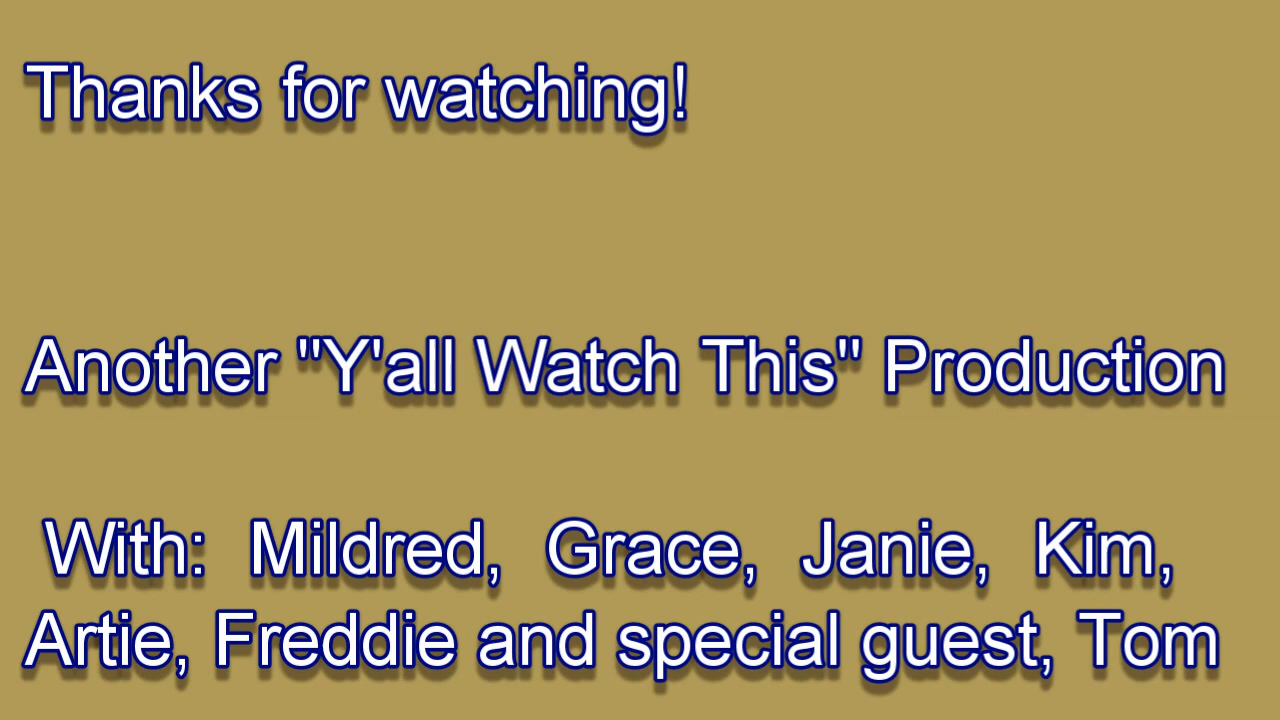 Thanks for watching!
Another "Y'all Watch This" Production
With: Mildred, Grace, Janie, Kim,
Artie, Freddie and special guest, Tom